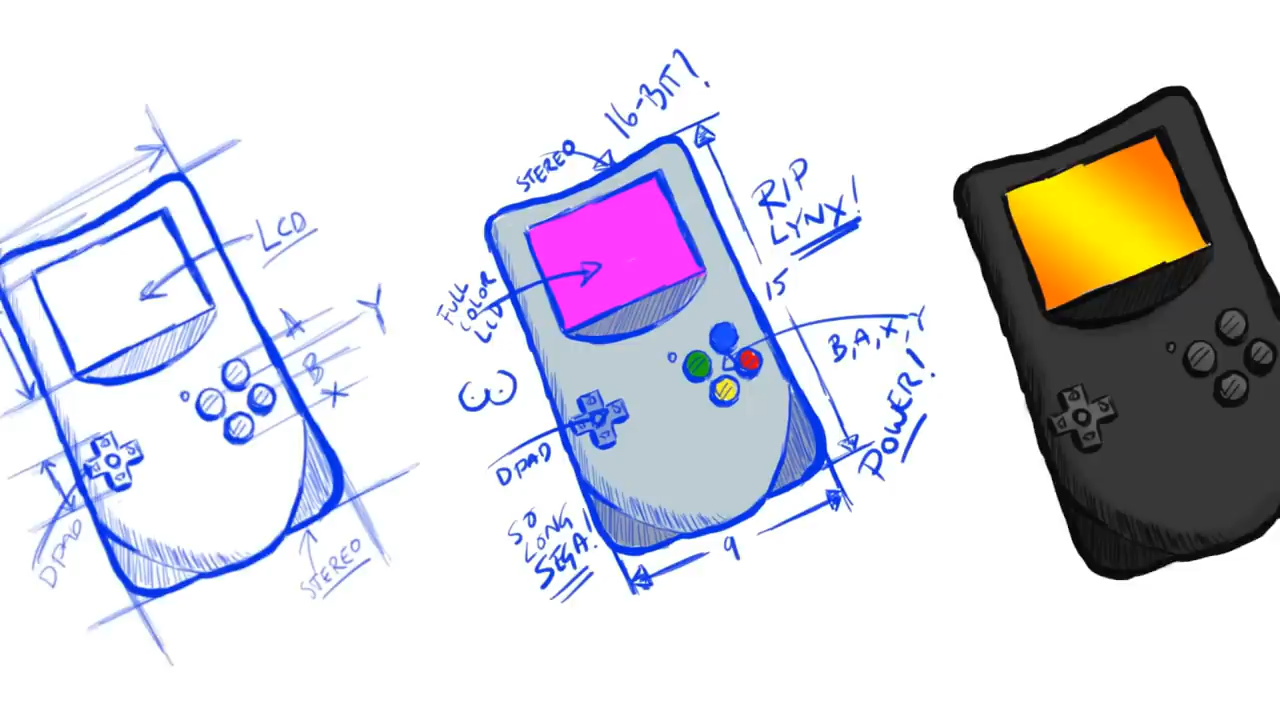 LCD
A
Y
B
X
DPAD
STEREO
16-BIT?
STEREO
RIP
LYNX!
FULL
COLOR
LCD
15
B, A, X, Y
POWER!
DPAD
SO
LONG
SEGA!
9